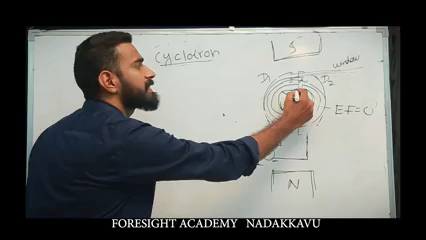 cyclotron
S
window
D1
D2
E.F=0
N
FORESIGHT ACADEMY NADAKKAVU